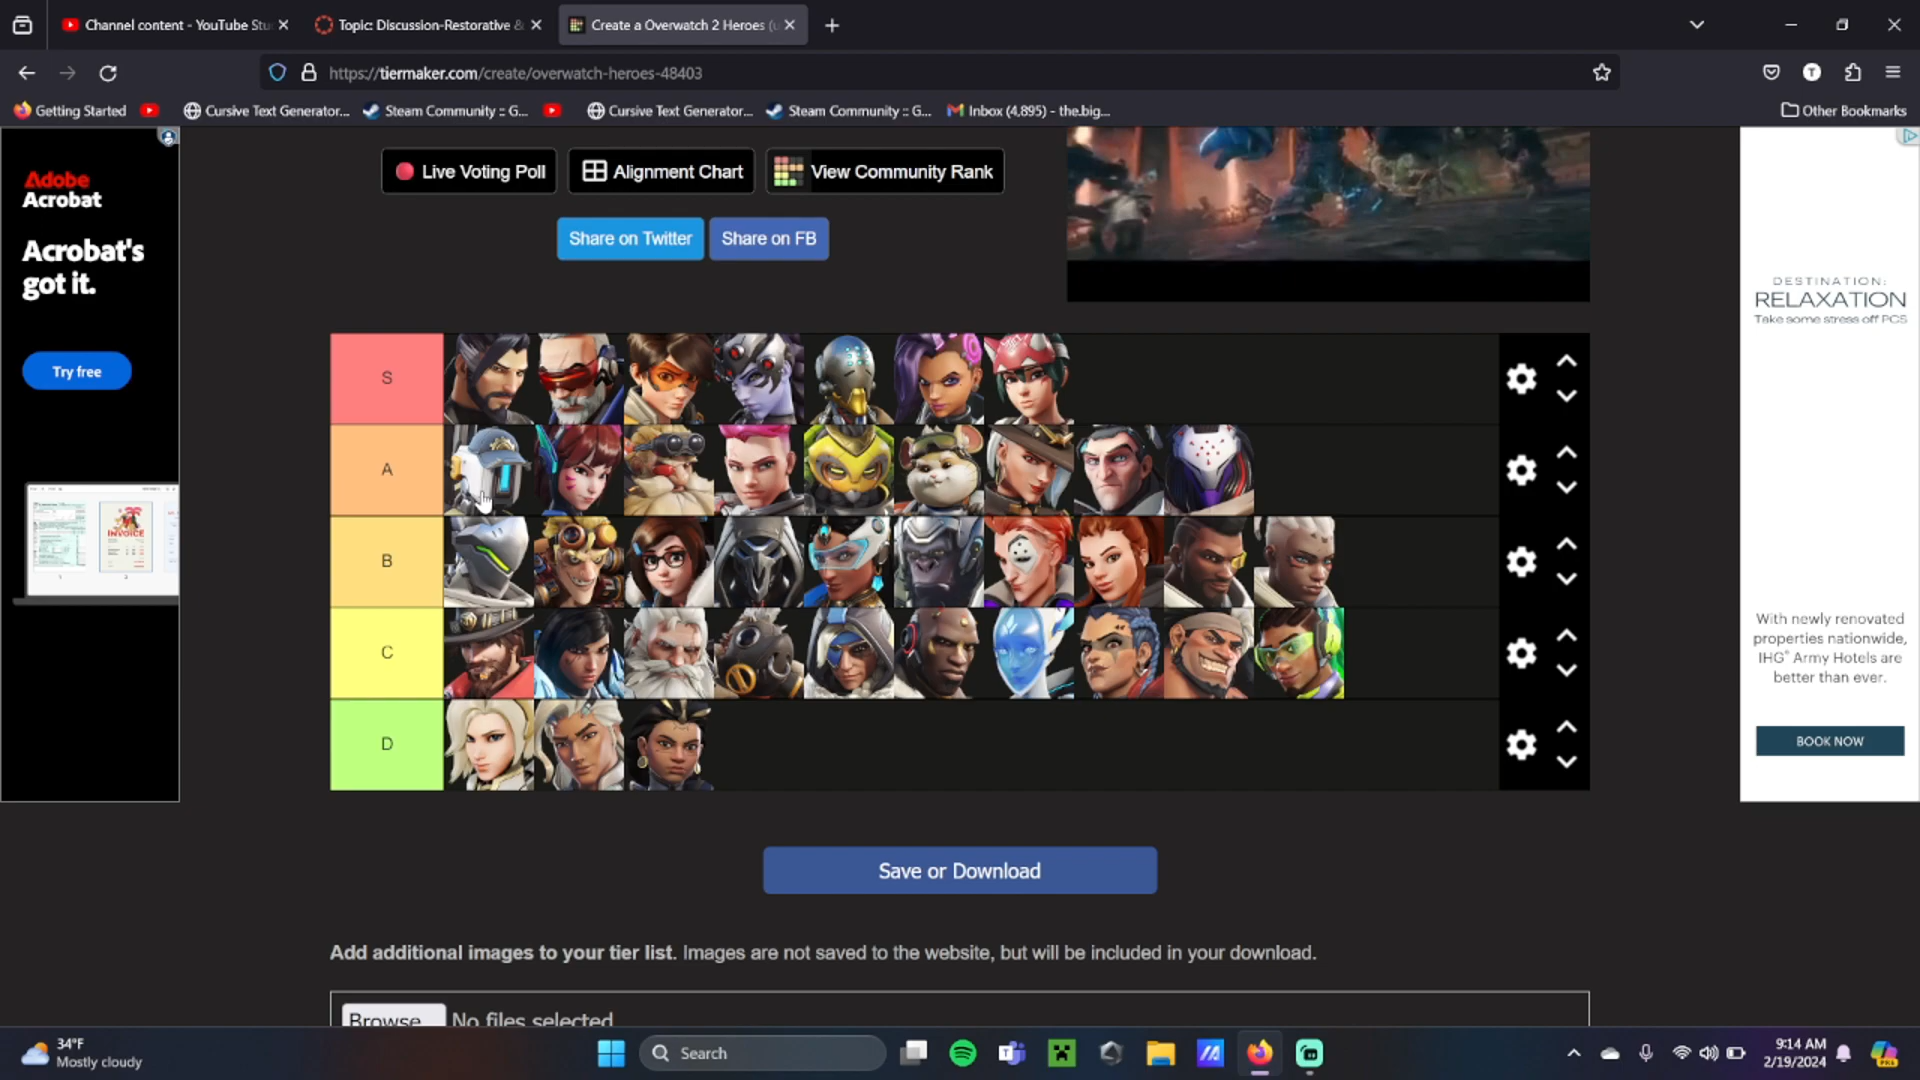 Channel content - YouTube Stu
Topic: Discussion-Restorative &
Create a Overwatch 2 Heroes (u
https://tiermaker.com/create/overwatch-heroes-48403
T
Getting Started
Cursive Text Generator...
Steam Community :: G...
Cursive Text Generator...
Steam Community :: G...
Inbox (4,895) - the.big...
Other Bookmarks
Adobe
Acrobat
Acrobat's
got it.
Try free
INVOICE
Live Voting Poll
Alignment Chart
View Community Rank
Share on Twitter
Share on FB
S
A
B
C
D
DESTINATION:
RELAXATION
Take some stress off PCS
With newly renovated
properties nationwide,
IHG® Army Hotels are
better than ever.
BOOK NOW
Save or Download
Add additional images to your tier list. Images are not saved to the website, but will be included in your download.
Browse... No files selected.
34°F
Mostly cloudy
Search
9:14 AM
2/19/2024